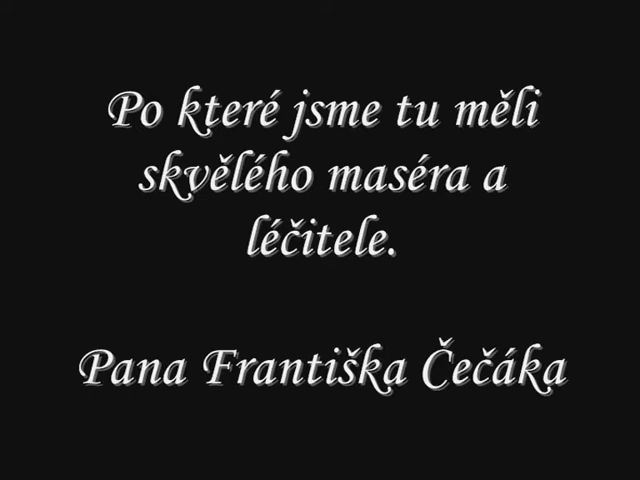 Po které jsme tu měli
skvělého maséra a
léčitele.
Pana Františka Čečáka